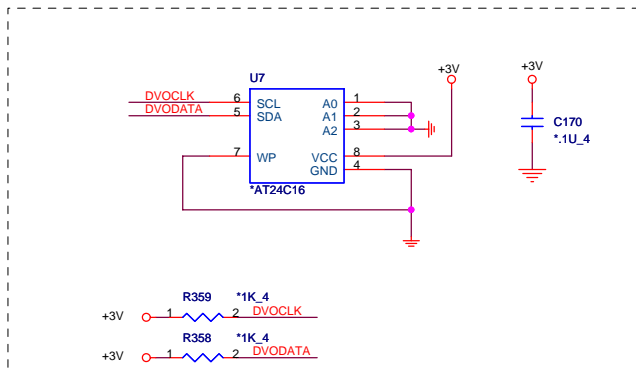 U7
+3V
+3V
DVOCLK 6 SCL A0 1
DVODATA 5 SDA A1 2
A2 3
C170
*.1U_4
7 WP VCC 8
GND 4
*AT24C16
R359 *1K_4
+3V 1 2 DVOCLK
R358 *1K_4
+3V 1 2 DVODATA